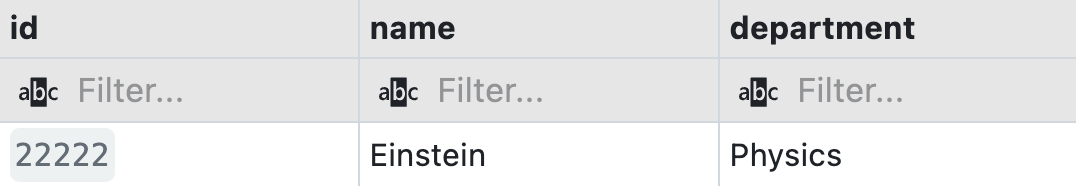 id name department
abc Filter... abc Filter... abc Filter...
22222 Einstein Physics